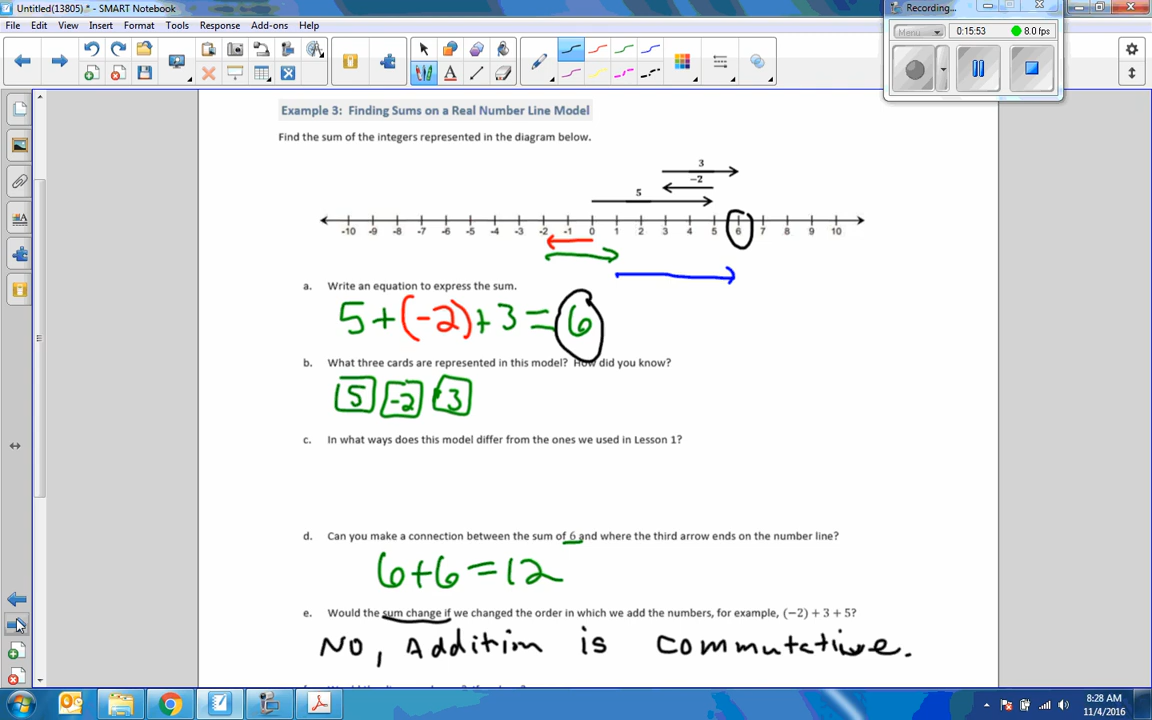 Untitled(13805) * - SMART Notebook
Recording...
File Edit View Insert Format Tools Response Add-ons Help
Menu 0:15:53 8.0 fps
Example 3: Finding Sums on a Real Number Line Model
Find the sum of the integers represented in the diagram below.
3
-2
5
-10 -9 -8 -7 -6 -5 -4 -3 -2 -1 0 1 2 3 4 5 6 7 8 9 10
a. Write an equation to express the sum.
5+(-2)+3=6
b. What three cards are represented in this model? How did you know?
5 -2 3
c. In what ways does this model differ from the ones we used in Lesson 1?
d. Can you make a connection between the sum of 6 and where the third arrow ends on the number line?
6+6=12
e. Would the sum change if we changed the order in which we add the numbers, for example, (−2) + 3 + 5?
No, Addition is commutative.
8:28 AM
11/4/2016